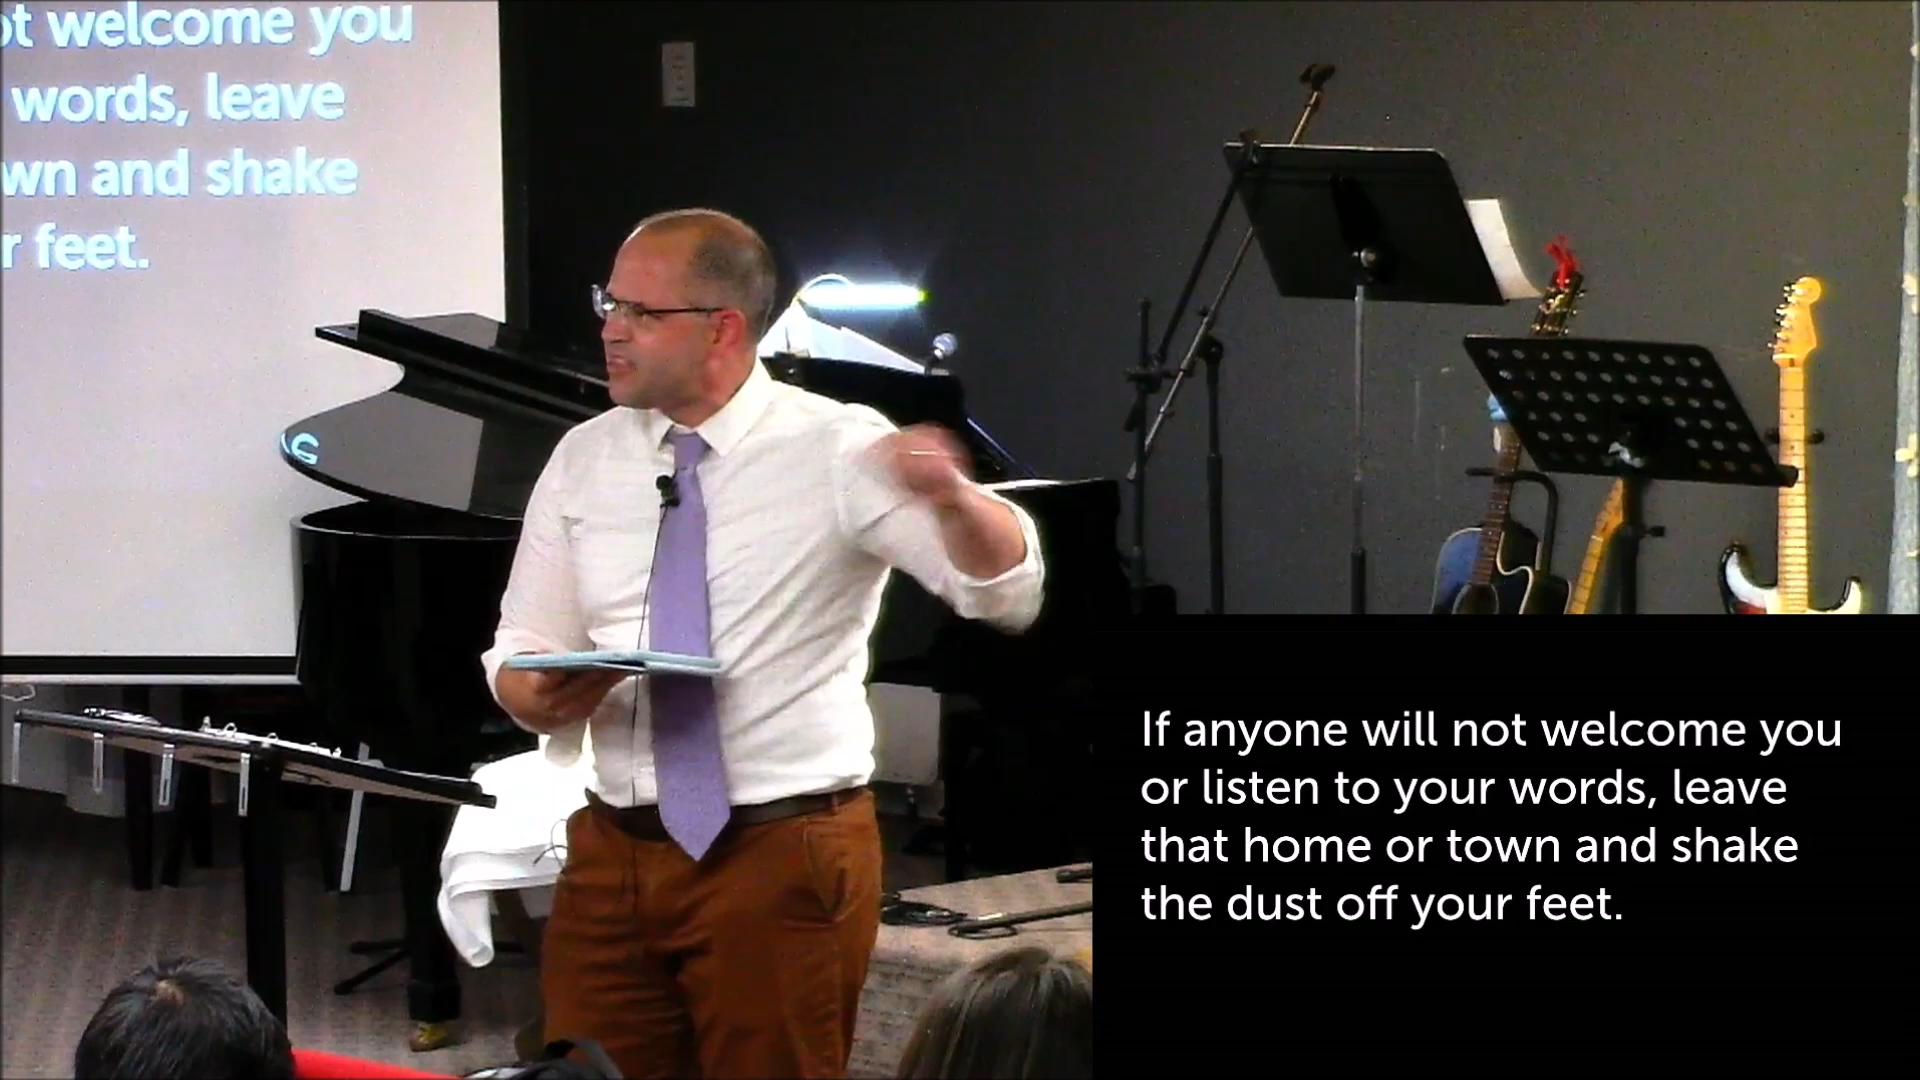 ot welcome you
words, leave
wn and shake
r feet.
If anyone will not welcome you
or listen to your words, leave
that home or town and shake
the dust off your feet.